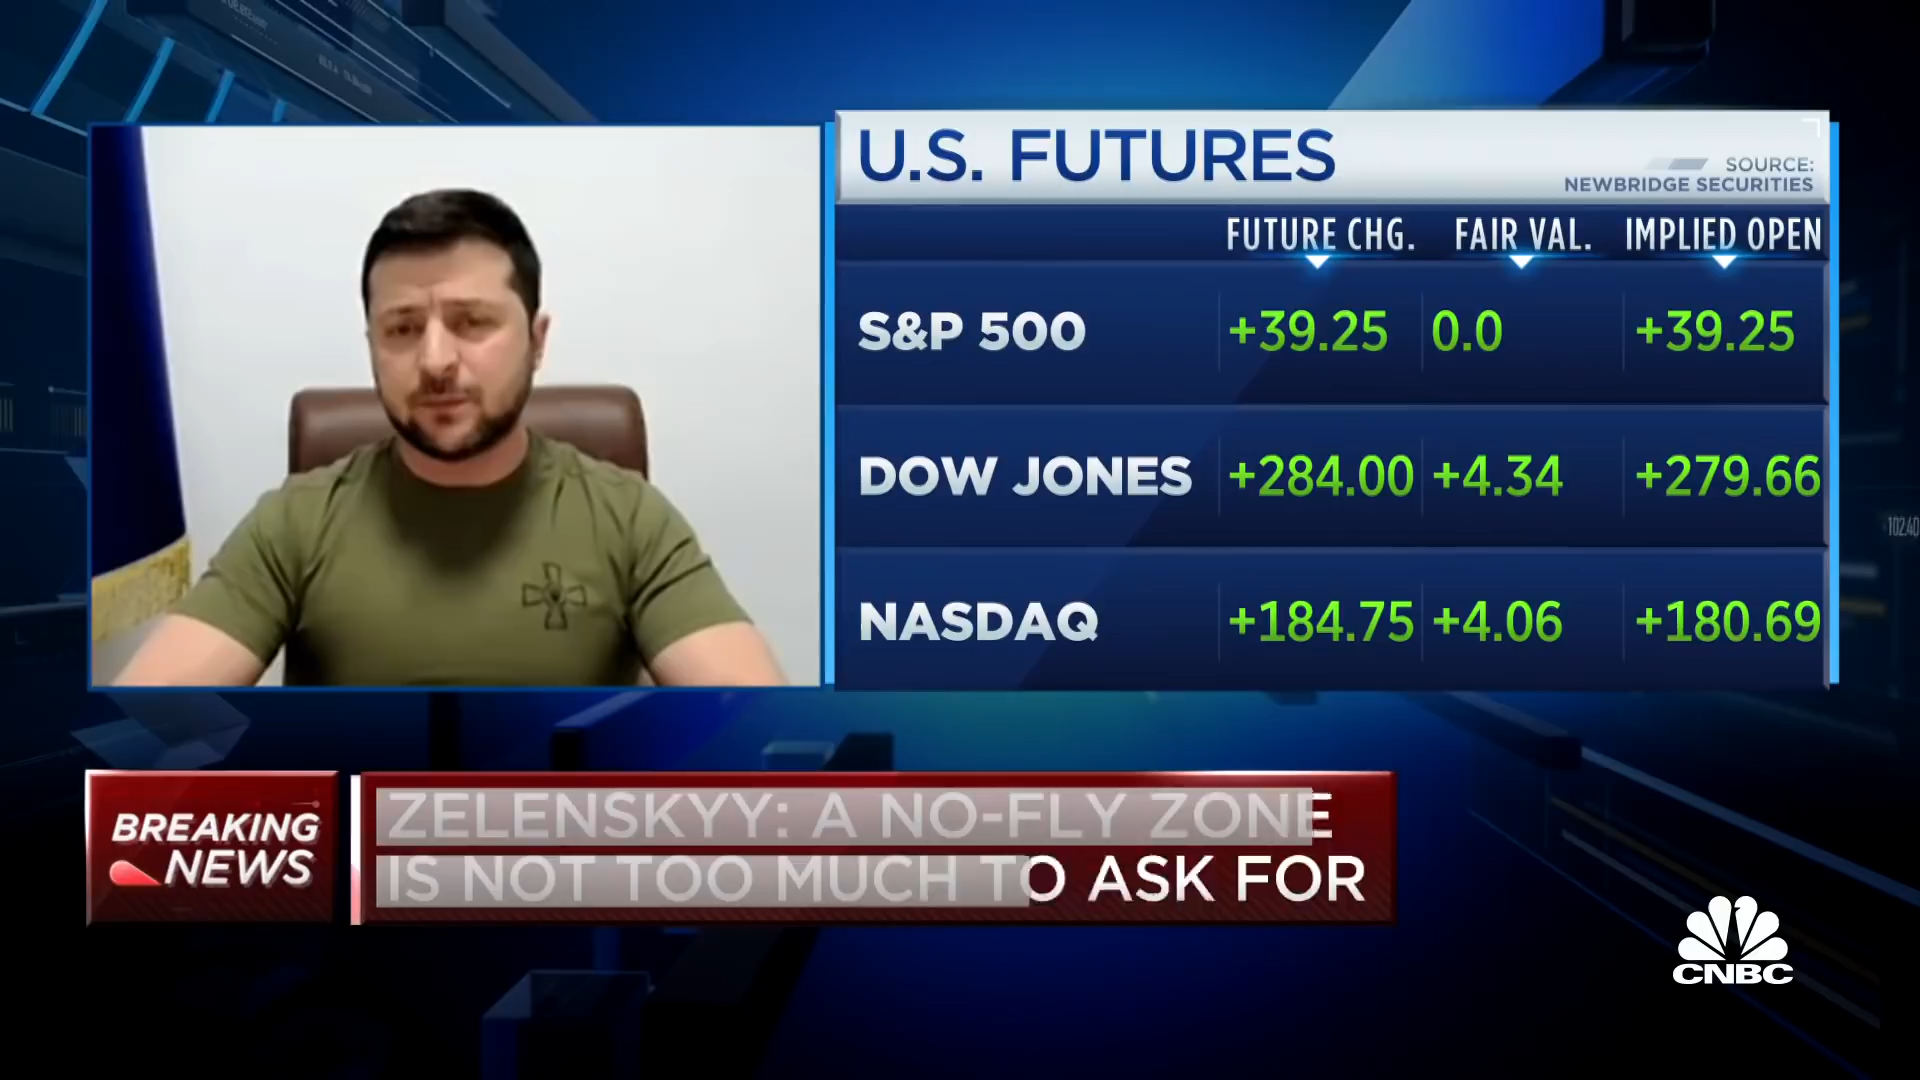 U.S. FUTURES
SOURCE:
NEWBRIDGE SECURITIES
FUTURE CHG. FAIR VAL. IMPLIED OPEN
S&P 500 +39.25 0.0 +39.25
DOW JONES +284.00 +4.34 +279.66
NASDAQ +184.75 +4.06 +180.69
102.40
BREAKING
NEWS
ZELENSKYY: A NO-FLY ZONE
IS NOT TOO MUCH TO ASK FOR
CNBC